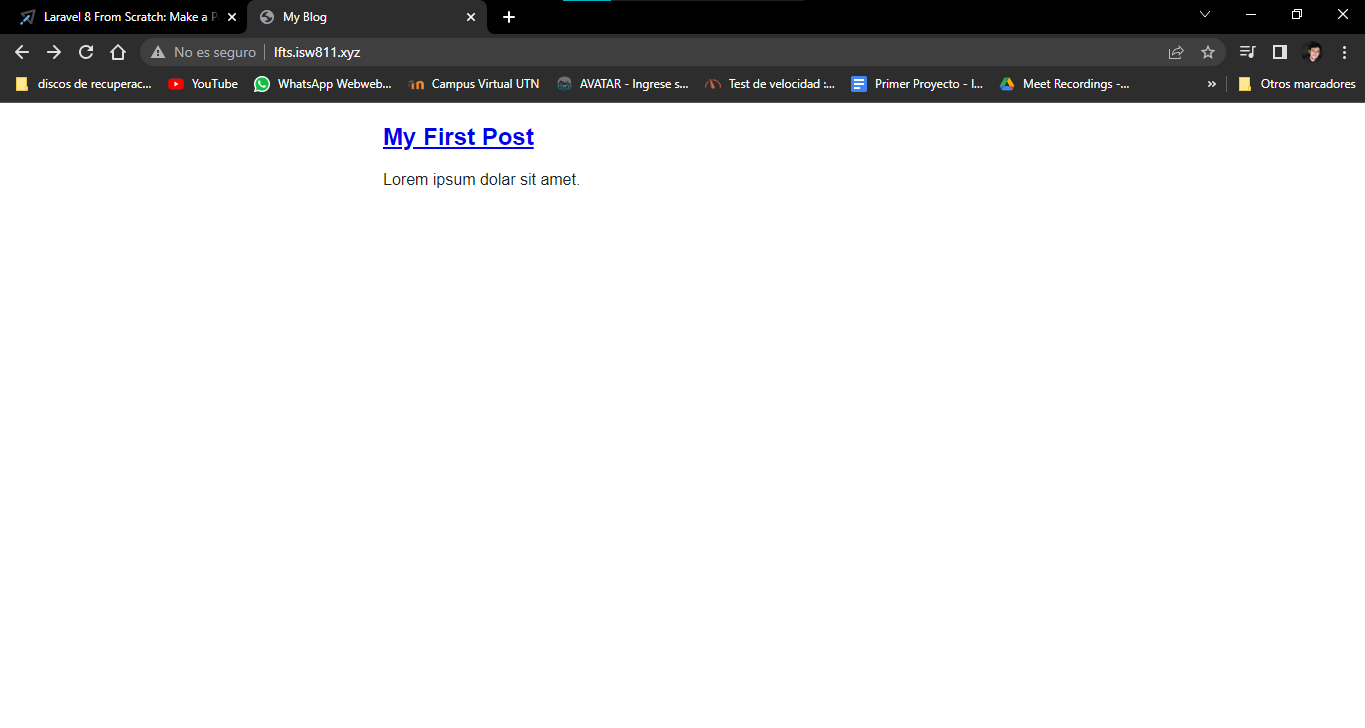 Laravel 8 From Scratch: Make a P
My Blog
No es seguro
lfts.isw811.xyz
discos de recuperac...
YouTube
WhatsApp Webweb...
Campus Virtual UTN
AVATAR - Ingrese s...
Test de velocidad :...
Primer Proyecto - I...
Meet Recordings -...
»
Otros marcadores
My First Post
Lorem ipsum dolar sit amet.